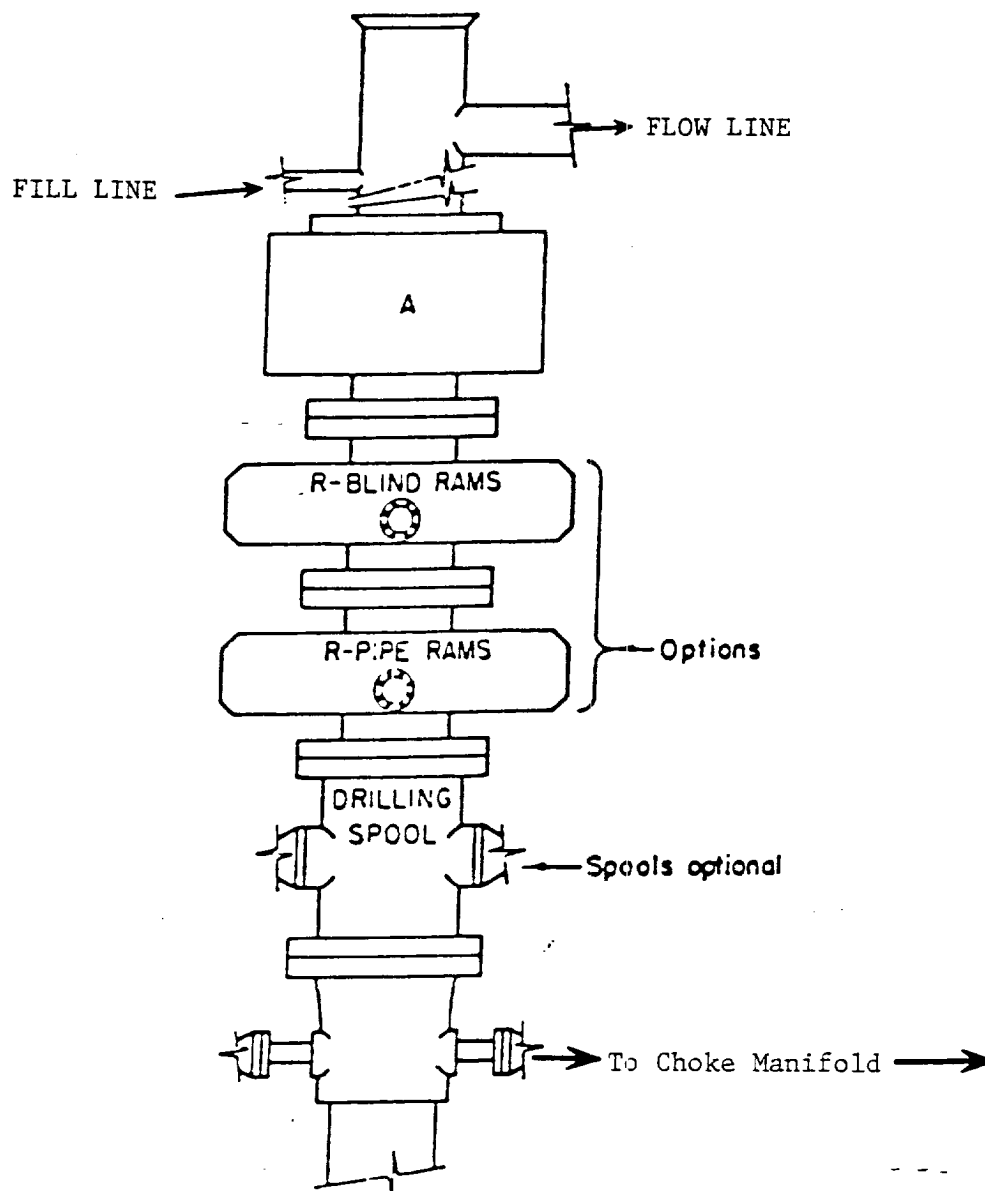 FLOW LINE
FILL LINE
A
R-BLIND RAMS
R-PIPE RAMS
Options
DRILLING
SPOOL
Spools optional
To Choke Manifold